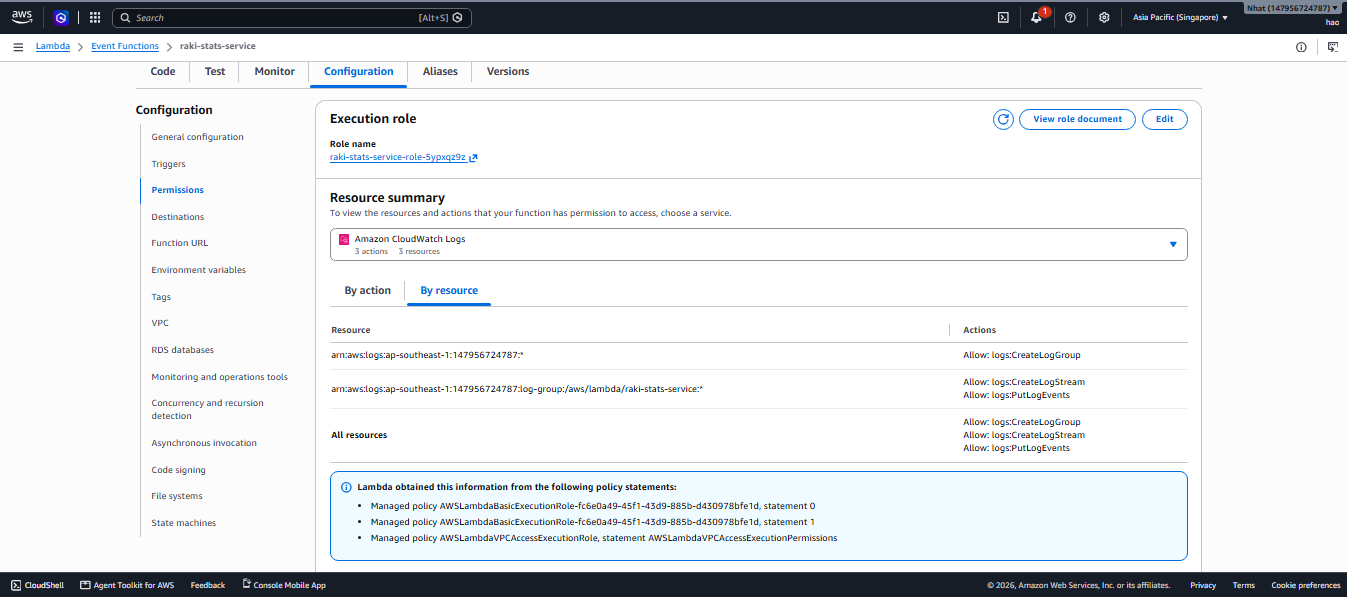 aws
Search
[Alt+S]
1
Asia Pacific (Singapore)
Nhat (147956724787)
hao
Lambda
Event Functions
raki-stats-service
Code
Test
Monitor
Configuration
Aliases
Versions
Configuration
General configuration
Triggers
Permissions
Destinations
Function URL
Environment variables
Tags
VPC
RDS databases
Monitoring and operations tools
Concurrency and recursion
detection
Asynchronous invocation
Code signing
File systems
State machines
Execution role
View role document
Edit
Role name
raki-stats-service-role-5ypxqz9z
Resource summary
To view the resources and actions that your function has permission to access, choose a service.
Amazon CloudWatch Logs
3 actions 3 resources
By action
By resource
Resource
Actions
arn:aws:logs:ap-southeast-1:147956724787:*
Allow: logs:CreateLogGroup
arn:aws:logs:ap-southeast-1:147956724787:log-group:/aws/lambda/raki-stats-service:*
Allow: logs:CreateLogStream
Allow: logs:PutLogEvents
All resources
Allow: logs:CreateLogGroup
Allow: logs:CreateLogStream
Allow: logs:PutLogEvents
Lambda obtained this information from the following policy statements:
• Managed policy AWSLambdaBasicExecutionRole-fc6e0a49-45f1-43d9-885b-d430978bfe1d, statement 0
• Managed policy AWSLambdaBasicExecutionRole-fc6e0a49-45f1-43d9-885b-d430978bfe1d, statement 1
• Managed policy AWSLambdaVPCAccessExecutionRole, statement AWSLambdaVPCAccessExecutionPermissions
CloudShell
Agent Toolkit for AWS
Feedback
Console Mobile App
© 2026, Amazon Web Services, Inc. or its affiliates.
Privacy
Terms
Cookie preferences